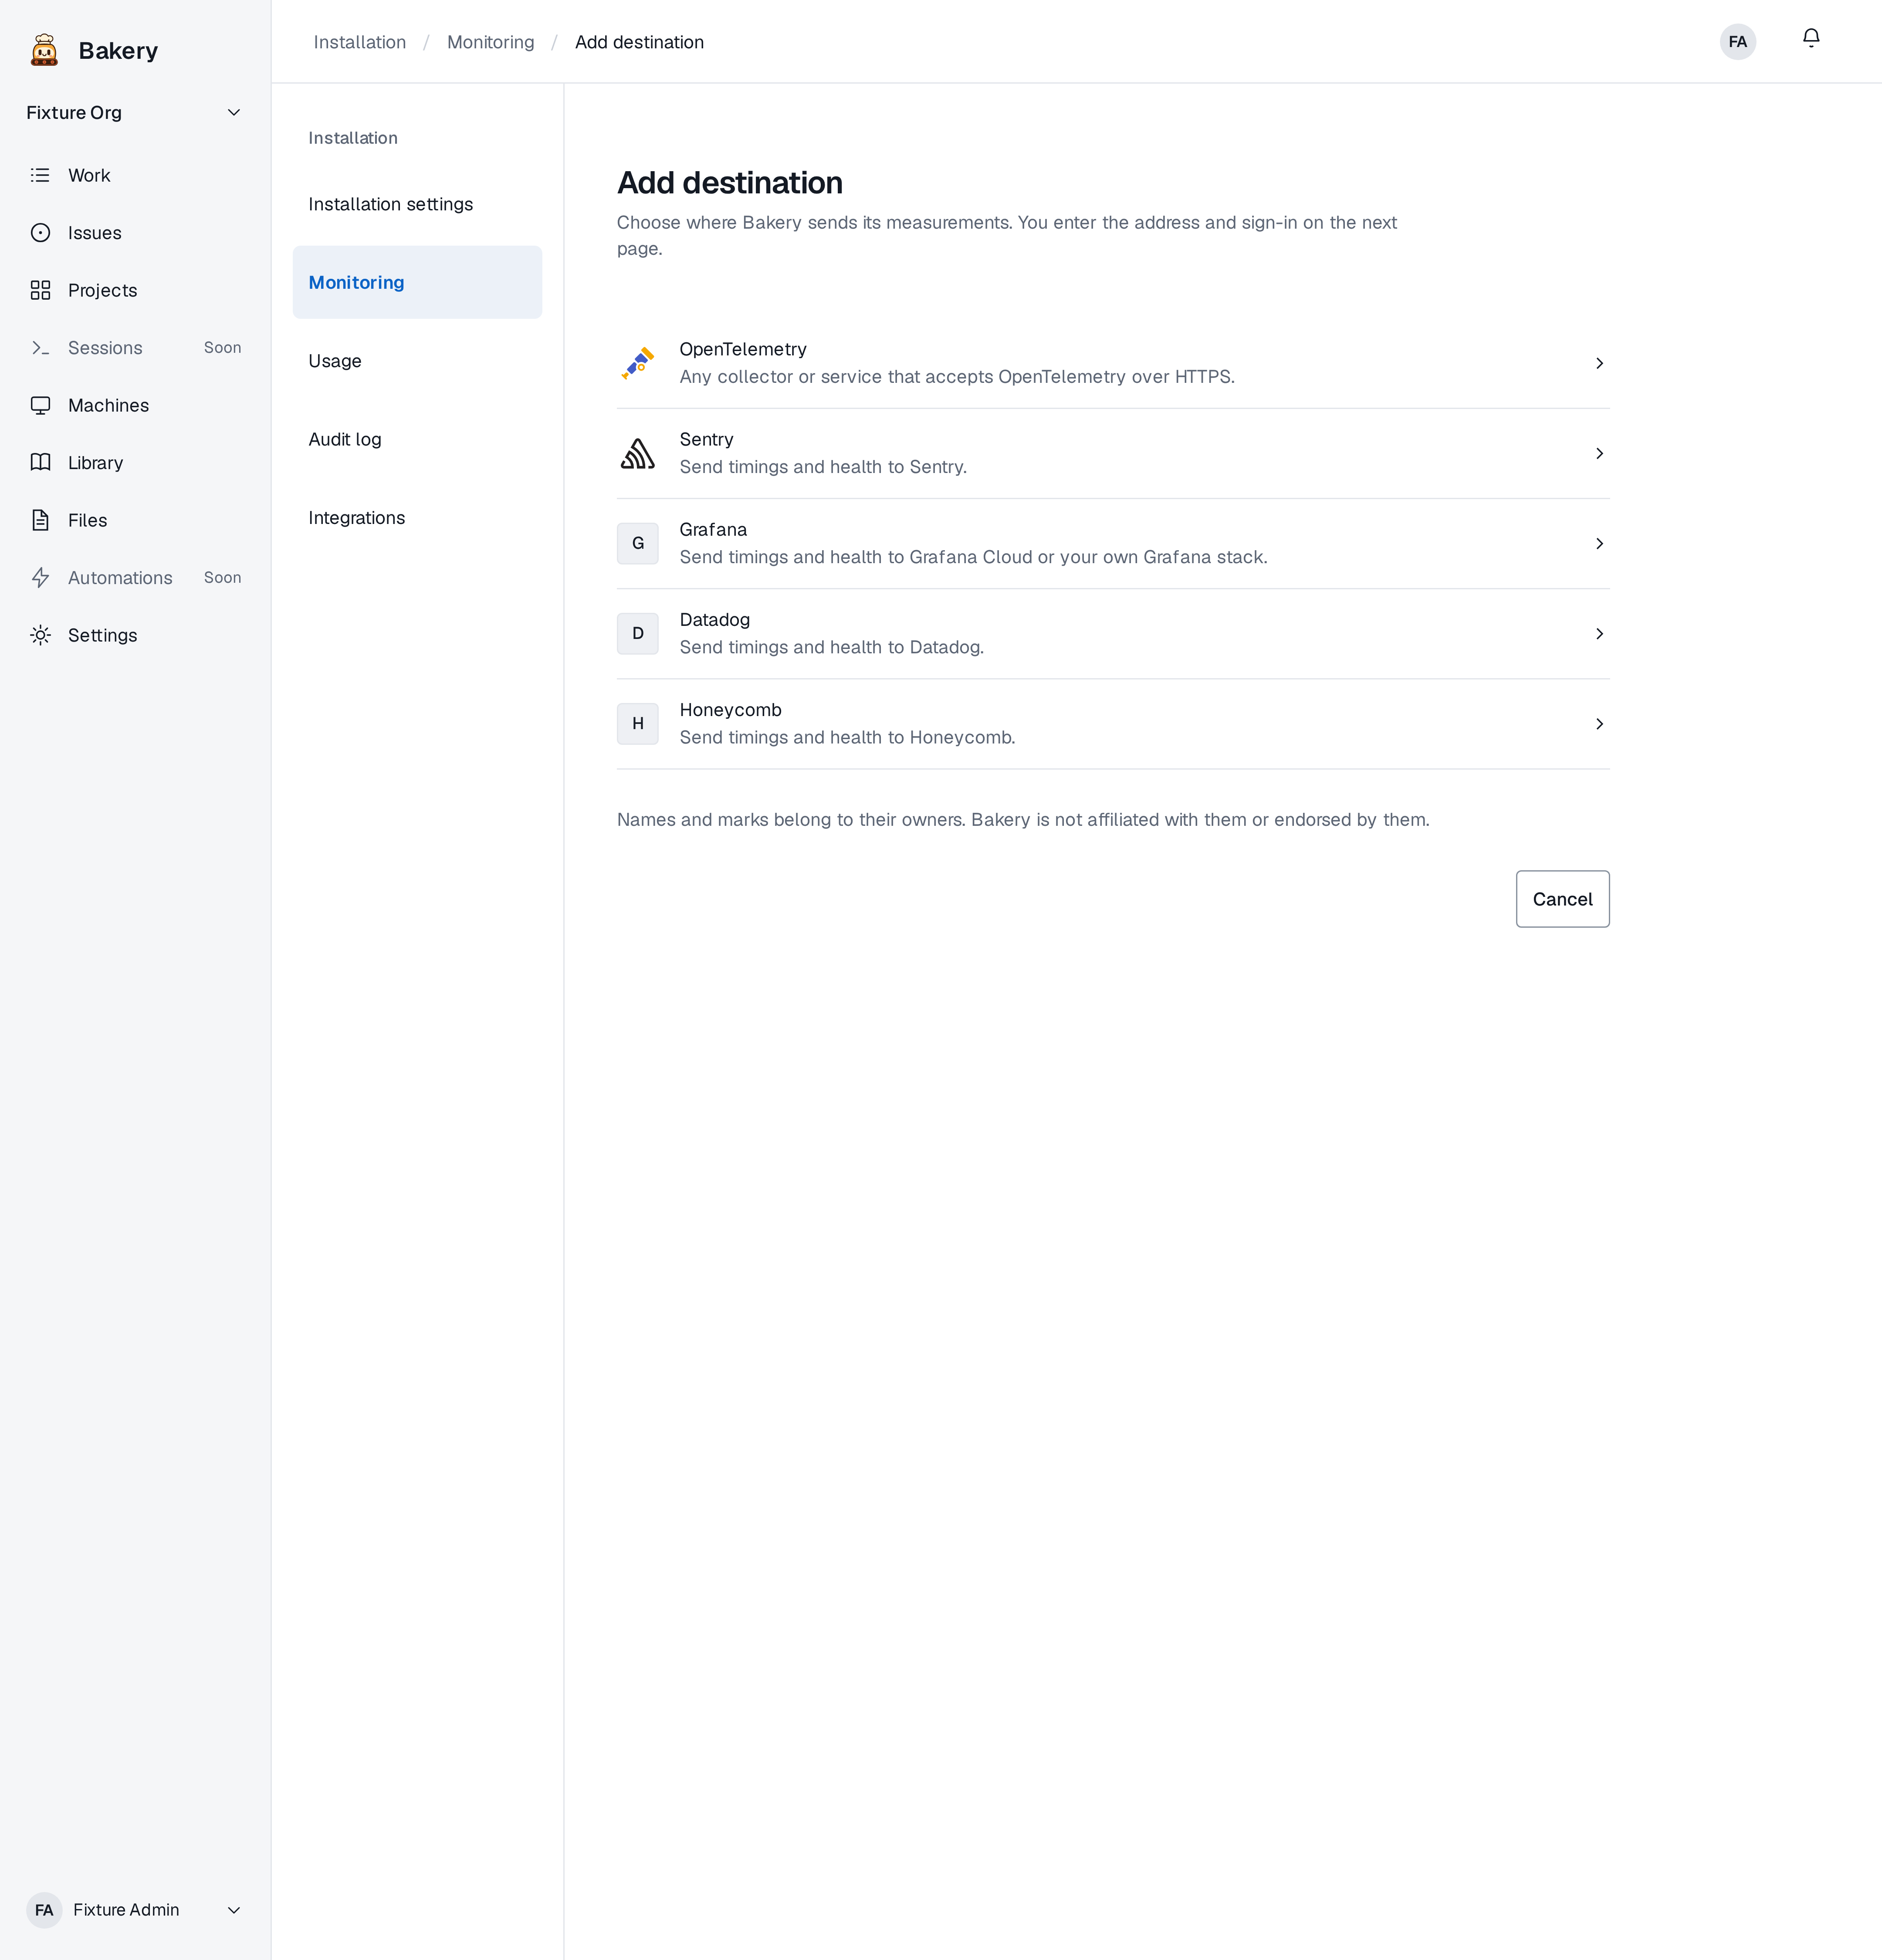 Bakery
Fixture Org
Work
Issues
Projects
Sessions Soon
Machines
Library
Files
Automations Soon
Settings
FA Fixture Admin
Installation / Monitoring / Add destination
FA
Installation
Installation settings
Monitoring
Usage
Audit log
Integrations
Add destination
Choose where Bakery sends its measurements. You enter the address and sign-in on the next
page.
OpenTelemetry
Any collector or service that accepts OpenTelemetry over HTTPS.
Sentry
Send timings and health to Sentry.
G
Grafana
Send timings and health to Grafana Cloud or your own Grafana stack.
D
Datadog
Send timings and health to Datadog.
H
Honeycomb
Send timings and health to Honeycomb.
Names and marks belong to their owners. Bakery is not affiliated with them or endorsed by them.
Cancel